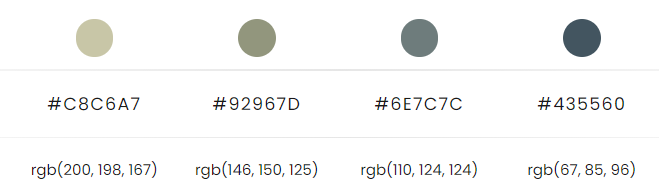 #C8C6A7 #92967D #6E7C7C #435560
rgb(200, 198, 167) rgb(146, 150, 125) rgb(110, 124, 124) rgb(67, 85, 96)